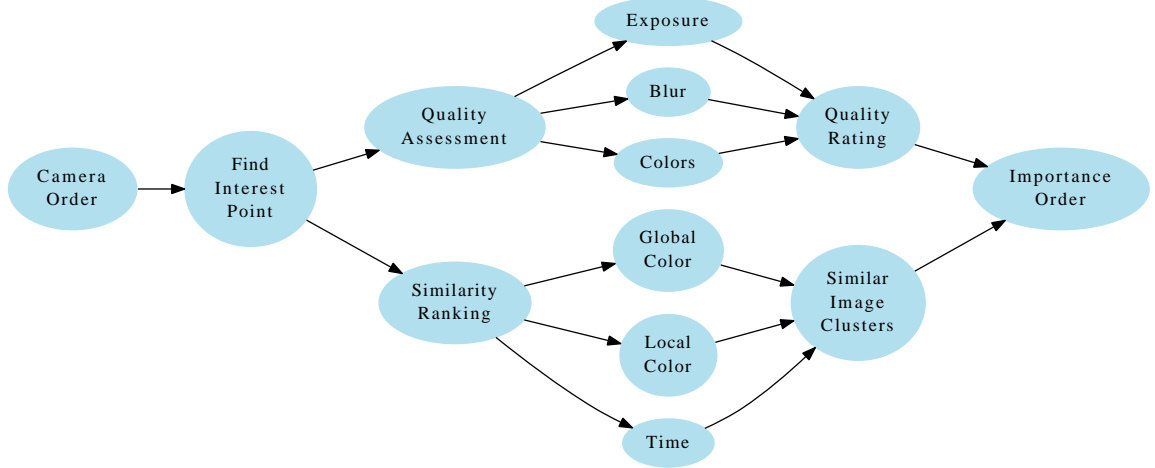 Camera
Order
Find
Interest
Point
Quality
Assessment
Similarity
Ranking
Exposure
Blur
Colors
Global
Color
Local
Color
Time
Quality
Rating
Similar
Image
Clusters
Importance
Order